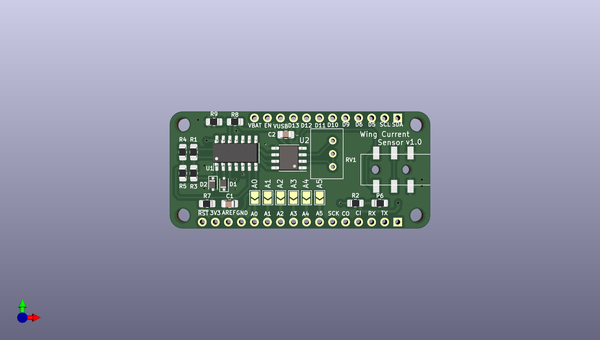 R9 R8
VBAT EN VUSB D13 D12 D11 D10 D9 D6 D5 SCL SDA
C2 U2
Wing Current
Sensor v1.0
R4 R1
U1
RV1
R5 R3
D2 D1
A0 A1 A2 A3 A4 A5
R7 C1 R2
RST 3V3 AREF GND A0 A1 A2 A3 A4 A5 SCK CO CI RX TX